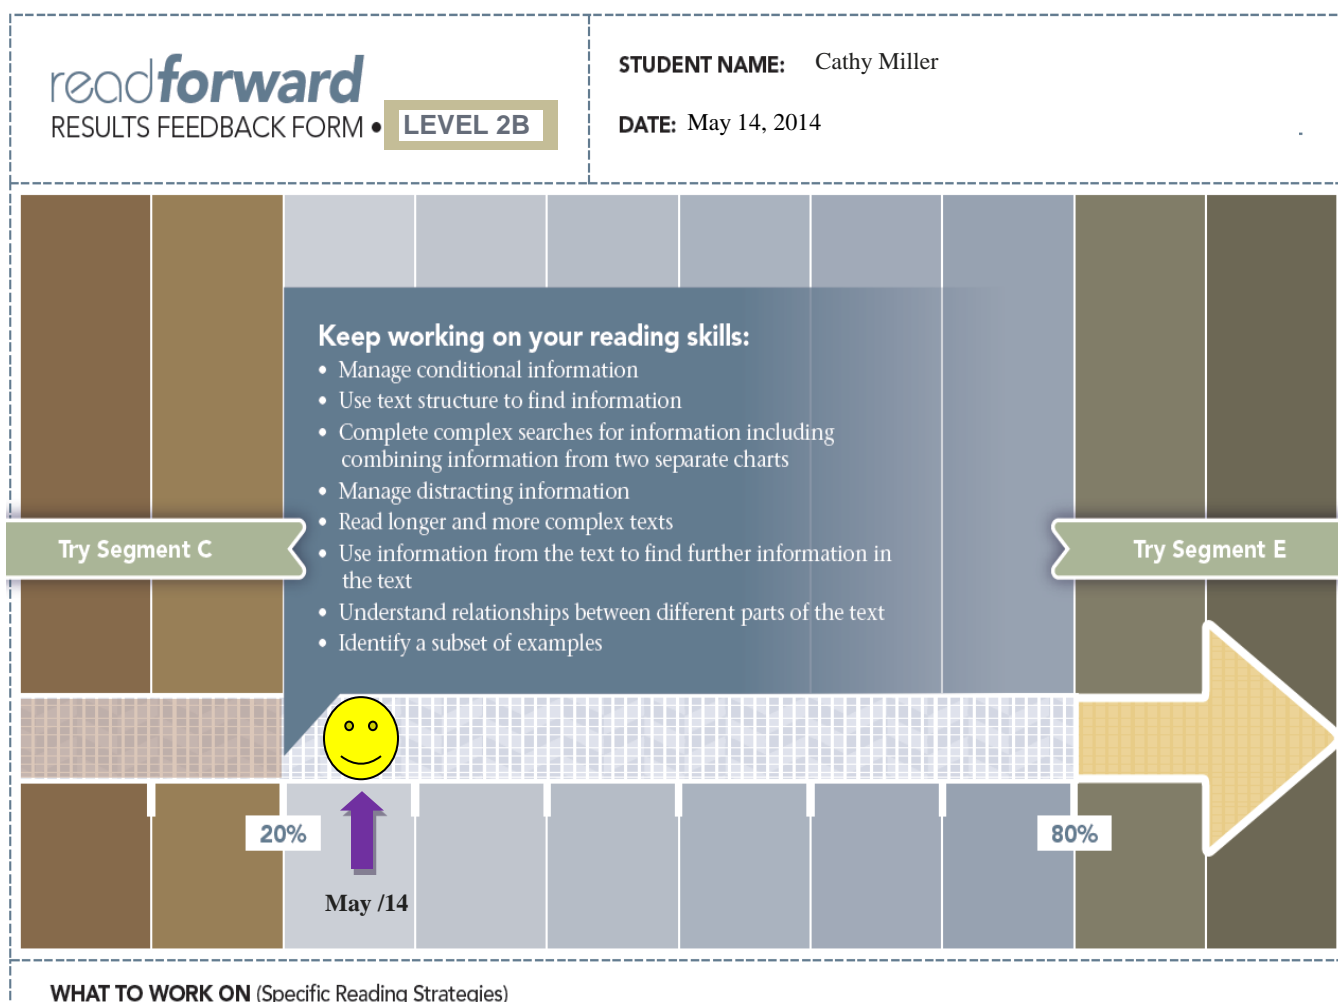 readforward
RESULTS FEEDBACK FORM • LEVEL 2B
STUDENT NAME: Cathy Miller
DATE: May 14, 2014
Keep working on your reading skills:
• Manage conditional information
• Use text structure to find information
• Complete complex searches for information including
combining information from two separate charts
• Manage distracting information
• Read longer and more complex texts
• Use information from the text to find further information in
the text
• Understand relationships between different parts of the text
• Identify a subset of examples
Try Segment C
Try Segment E
20%
80%
May /14
WHAT TO WORK ON (Specific Reading Strategies)